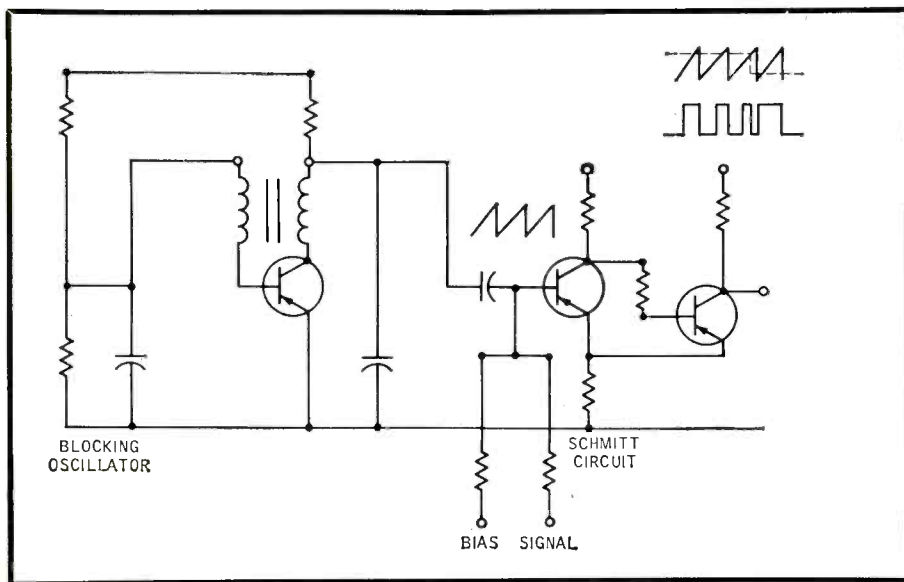 BLOCKING
OSCILLATOR
SCHMITT
CIRCUIT
BIAS SIGNAL